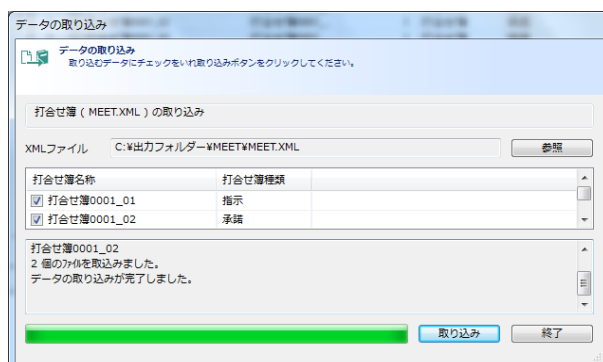 データの取り込み
データの取り込み
取り込むデータにチェックをいれ取り込みボタンをクリックしてください。
打合せ簿 ( MEET.XML ) の取り込み
XMLファイル C:¥出力フォルダー¥MEET¥MEET.XML 参照
打合せ簿名称 打合せ簿種類
打合せ簿0001_01 指示
打合せ簿0001_02 承諾
打合せ簿0001_02
2 個のファイルを取込みました。
データの取り込みが完了しました。
取り込み 終了